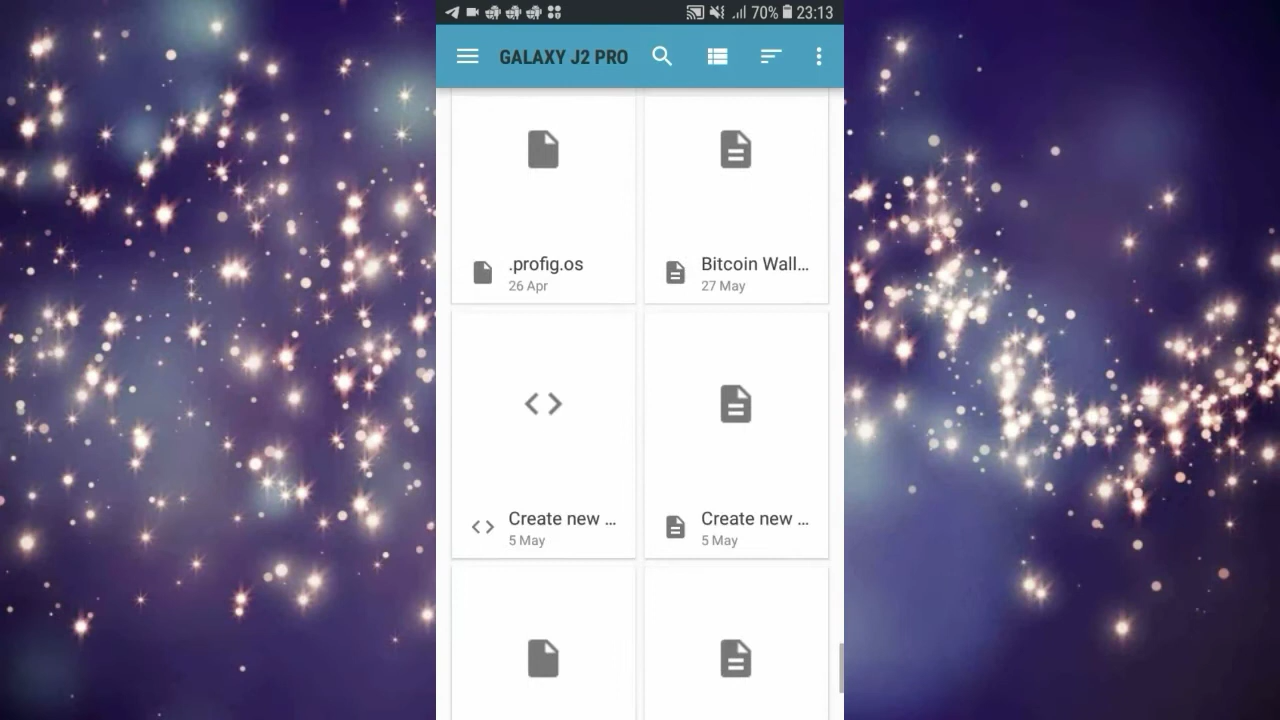 70% 23:13
GALAXY J2 PRO
.profig.os
26 Apr
Bitcoin Wall...
27 May
Create new ...
5 May
Create new ...
5 May